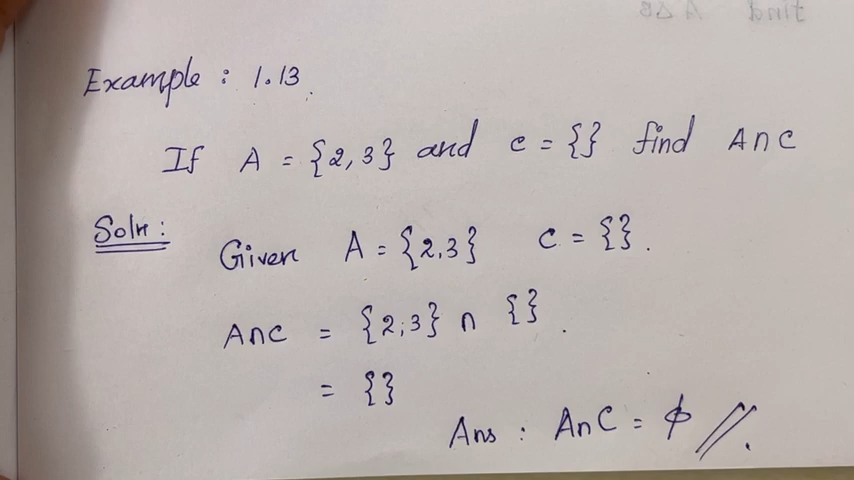 Example : 1.13.
If A = {2,3} and c = {} find A∩C
Soln :
Given A = {2,3} C = {}.
A∩C = {2,3} ∩ {}.
= {}
Ans : A∩C = ϕ //.